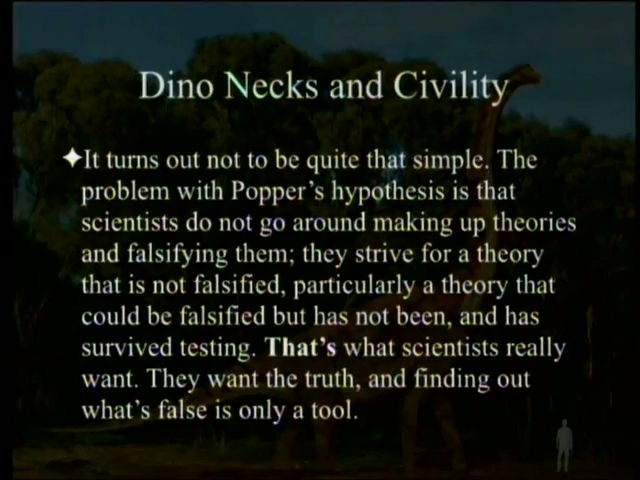 Dino Necks and Civility
It turns out not to be quite that simple. The
problem with Popper's hypothesis is that
scientists do not go around making up theories
and falsifying them; they strive for a theory
that is not falsified, particularly a theory that
could be falsified but has not been, and has
survived testing. That's what scientists really
want. They want the truth, and finding out
what's false is only a tool.